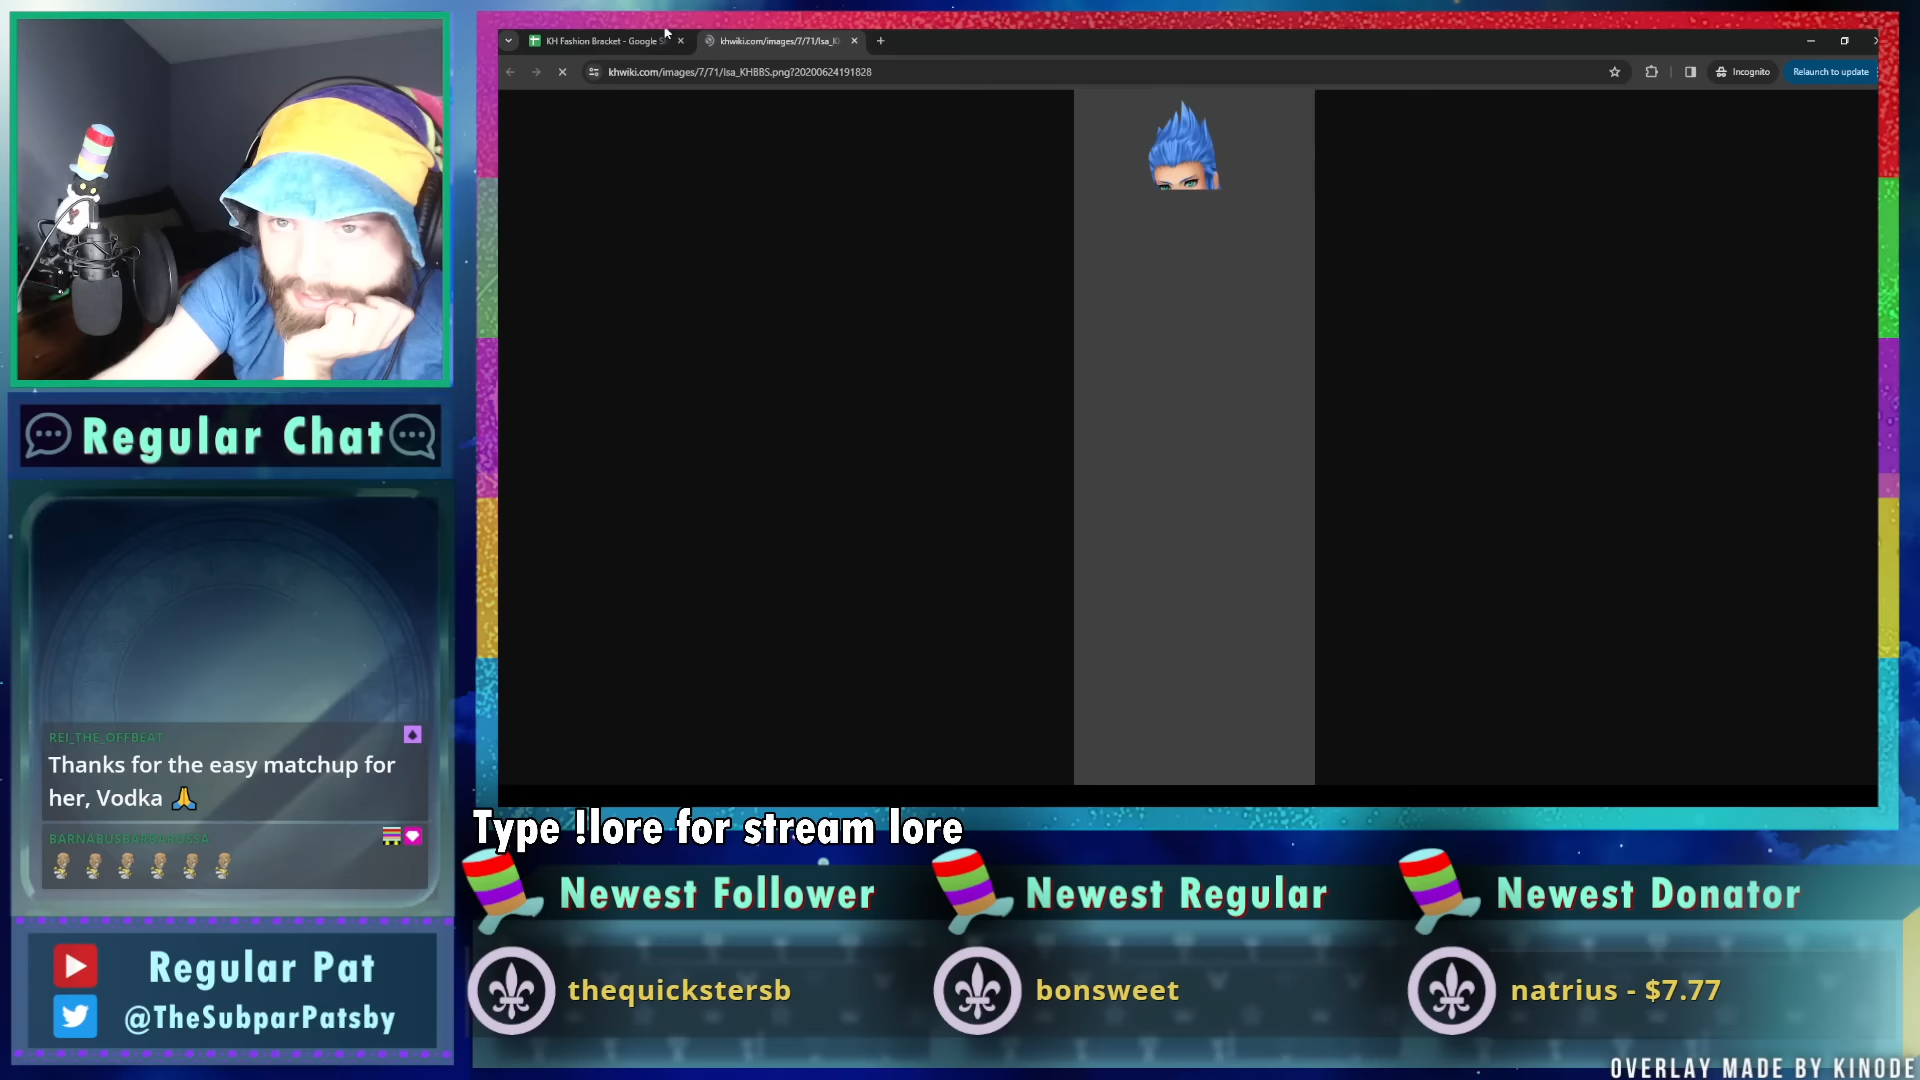 KH Fashion Bracket - Google S
khwiki.com/images/7/71/Isa_K
khwiki.com/images/7/71/Isa_KHBBS.png?20200624191828
Incognito
Relaunch to update
Regular Chat
REI_THE_OFFBEAT
Thanks for the easy matchup for
her, Vodka 🙏
BARNABUSBARBAROSSA
Type !lore for stream lore
Newest Follower
Newest Regular
Newest Donator
thequickstersb
bonsweet
natrius - $7.77
Regular Pat
@TheSubparPatsby
OVERLAY MADE BY KINODE